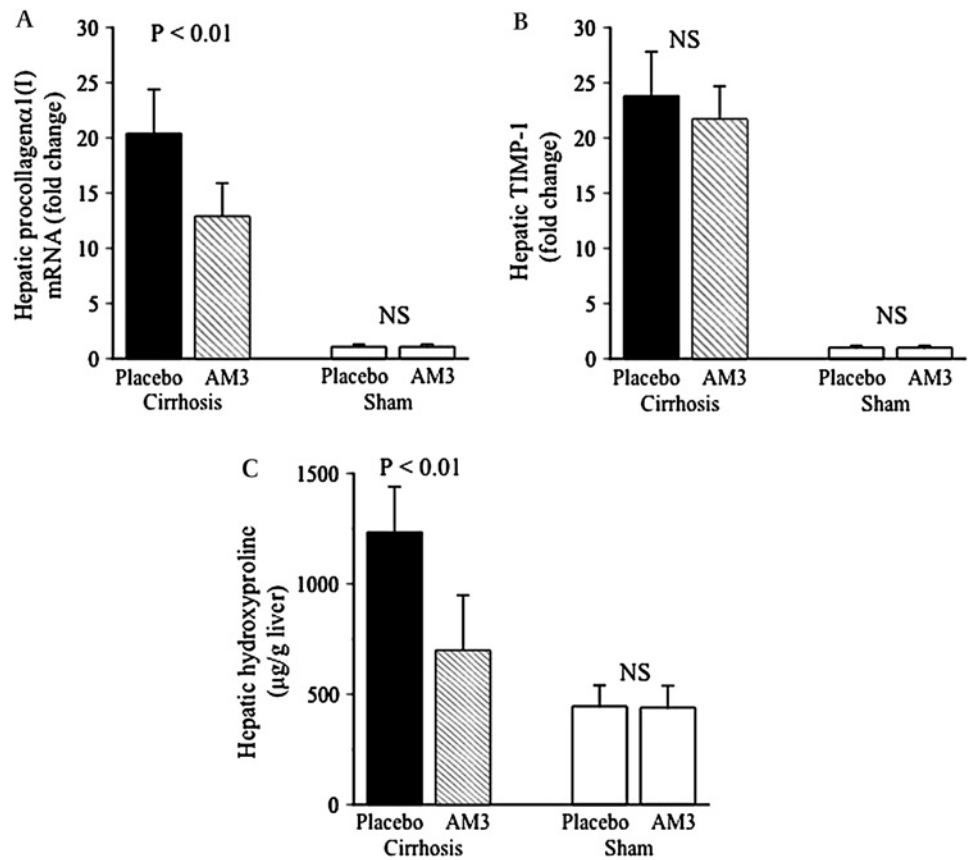 A
P < 0.01
Hepatic procollagenα1(I)
mRNA (fold change)
30
25
20
15
10
5
0
NS
Placebo AM3 Placebo AM3
Cirrhosis Sham
B
NS
Hepatic TIMP-1
(fold change)
30
25
20
15
10
5
0
NS
Placebo AM3 Placebo AM3
Cirrhosis Sham
C
P < 0.01
Hepatic hydroxyproline
(µg/g liver)
1500
1000
500
0
NS
Placebo AM3 Placebo AM3
Cirrhosis Sham